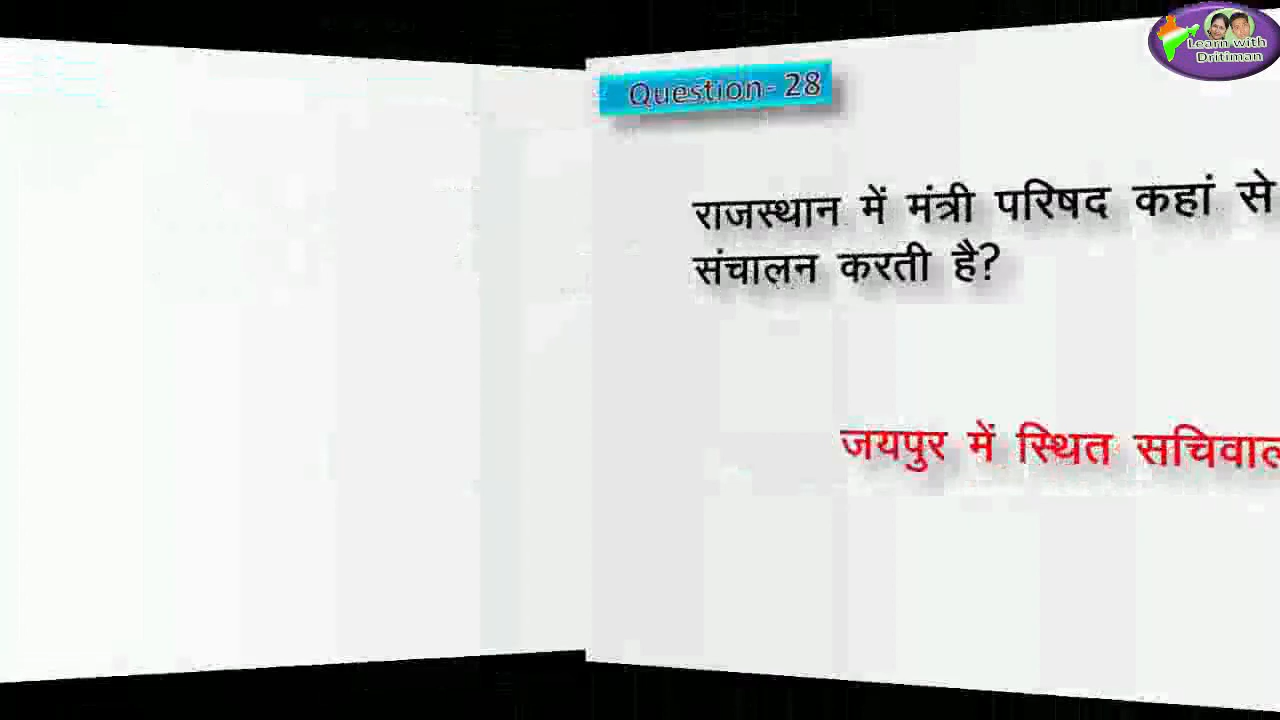 Learn with
Dritiman
Question- 28
राजस्थान में मंत्री परिषद कहां से
संचालन करती है?
जयपुर में स्थित